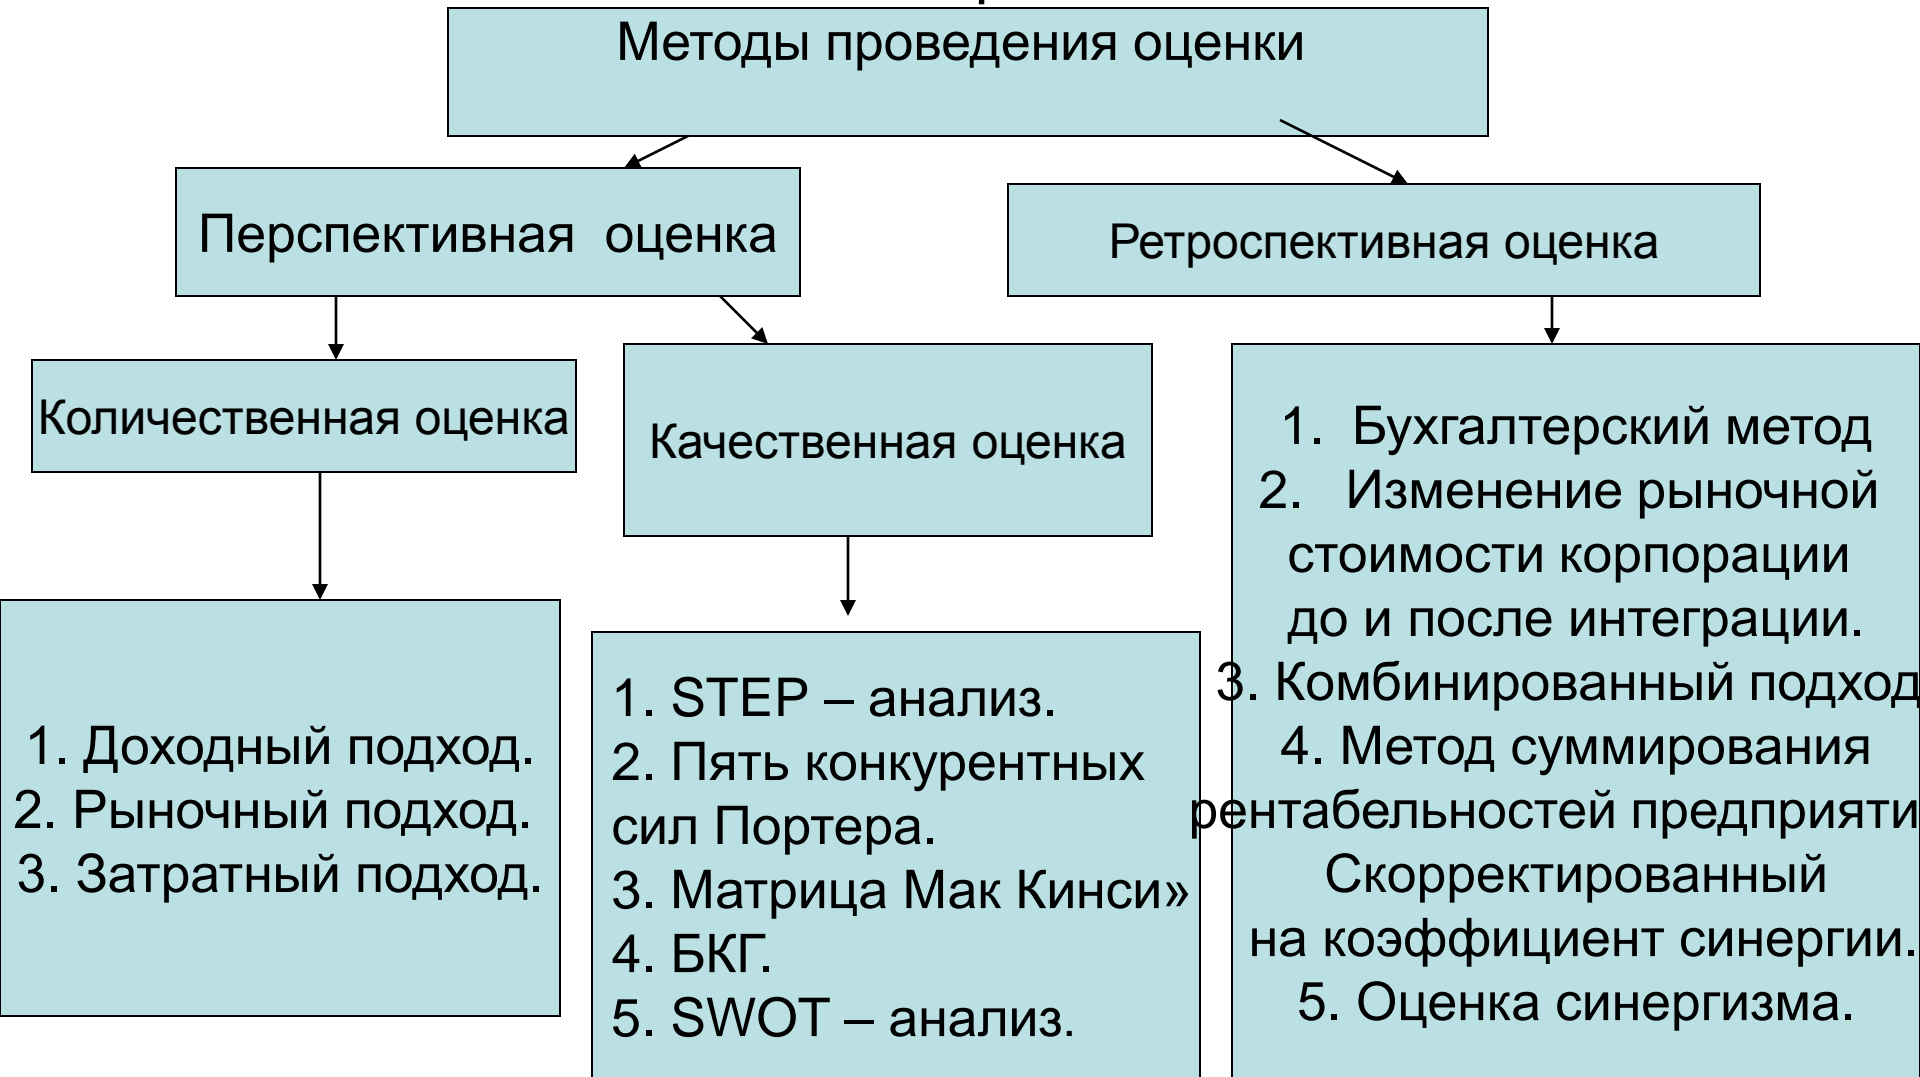 Методы проведения оценки
Перспективная оценка
Ретроспективная оценка
Количественная оценка
Качественная оценка
1. Доходный подход.
2. Рыночный подход.
3. Затратный подход.
1. STEP – анализ.
2. Пять конкурентных
сил Портера.
3. Матрица Мак Кинси»
4. БКГ.
5. SWOT – анализ.
1. Бухгалтерский метод
2. Изменение рыночной
стоимости корпорации
до и после интеграции.
3. Комбинированный подход
4. Метод суммирования
рентабельностей предприяти
Скорректированный
на коэффициент синергии.
5. Оценка синергизма.